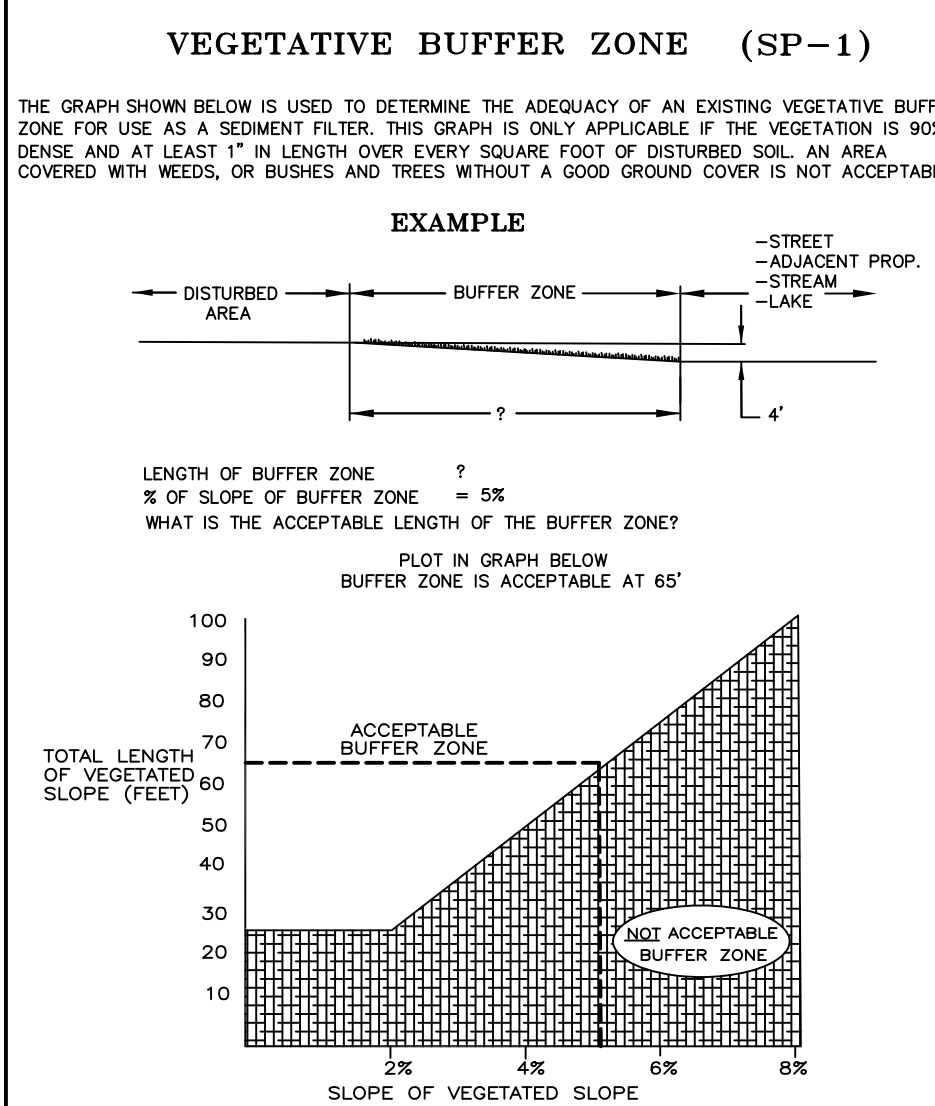 VEGETATIVE BUFFER ZONE (SP-1)
THE GRAPH SHOWN BELOW IS USED TO DETERMINE THE ADEQUACY OF AN EXISTING VEGETATIVE BUFF
ZONE FOR USE AS A SEDIMENT FILTER. THIS GRAPH IS ONLY APPLICABLE IF THE VEGETATION IS 90%
DENSE AND AT LEAST 1" IN LENGTH OVER EVERY SQUARE FOOT OF DISTURBED SOIL. AN AREA
COVERED WITH WEEDS, OR BUSHES AND TREES WITHOUT A GOOD GROUND COVER IS NOT ACCEPTAB
EXAMPLE
-STREET
-ADJACENT PROP.
-STREAM
-LAKE
DISTURBED
AREA
BUFFER ZONE
?
4'
LENGTH OF BUFFER ZONE ?
% OF SLOPE OF BUFFER ZONE = 5%
WHAT IS THE ACCEPTABLE LENGTH OF THE BUFFER ZONE?
PLOT IN GRAPH BELOW
BUFFER ZONE IS ACCEPTABLE AT 65'
100
90
80
70
60
50
40
30
20
10
TOTAL LENGTH
OF VEGETATED
SLOPE (FEET)
ACCEPTABLE
BUFFER ZONE
NOT ACCEPTABLE
BUFFER ZONE
2% 4% 6% 8%
SLOPE OF VEGETATED SLOPE